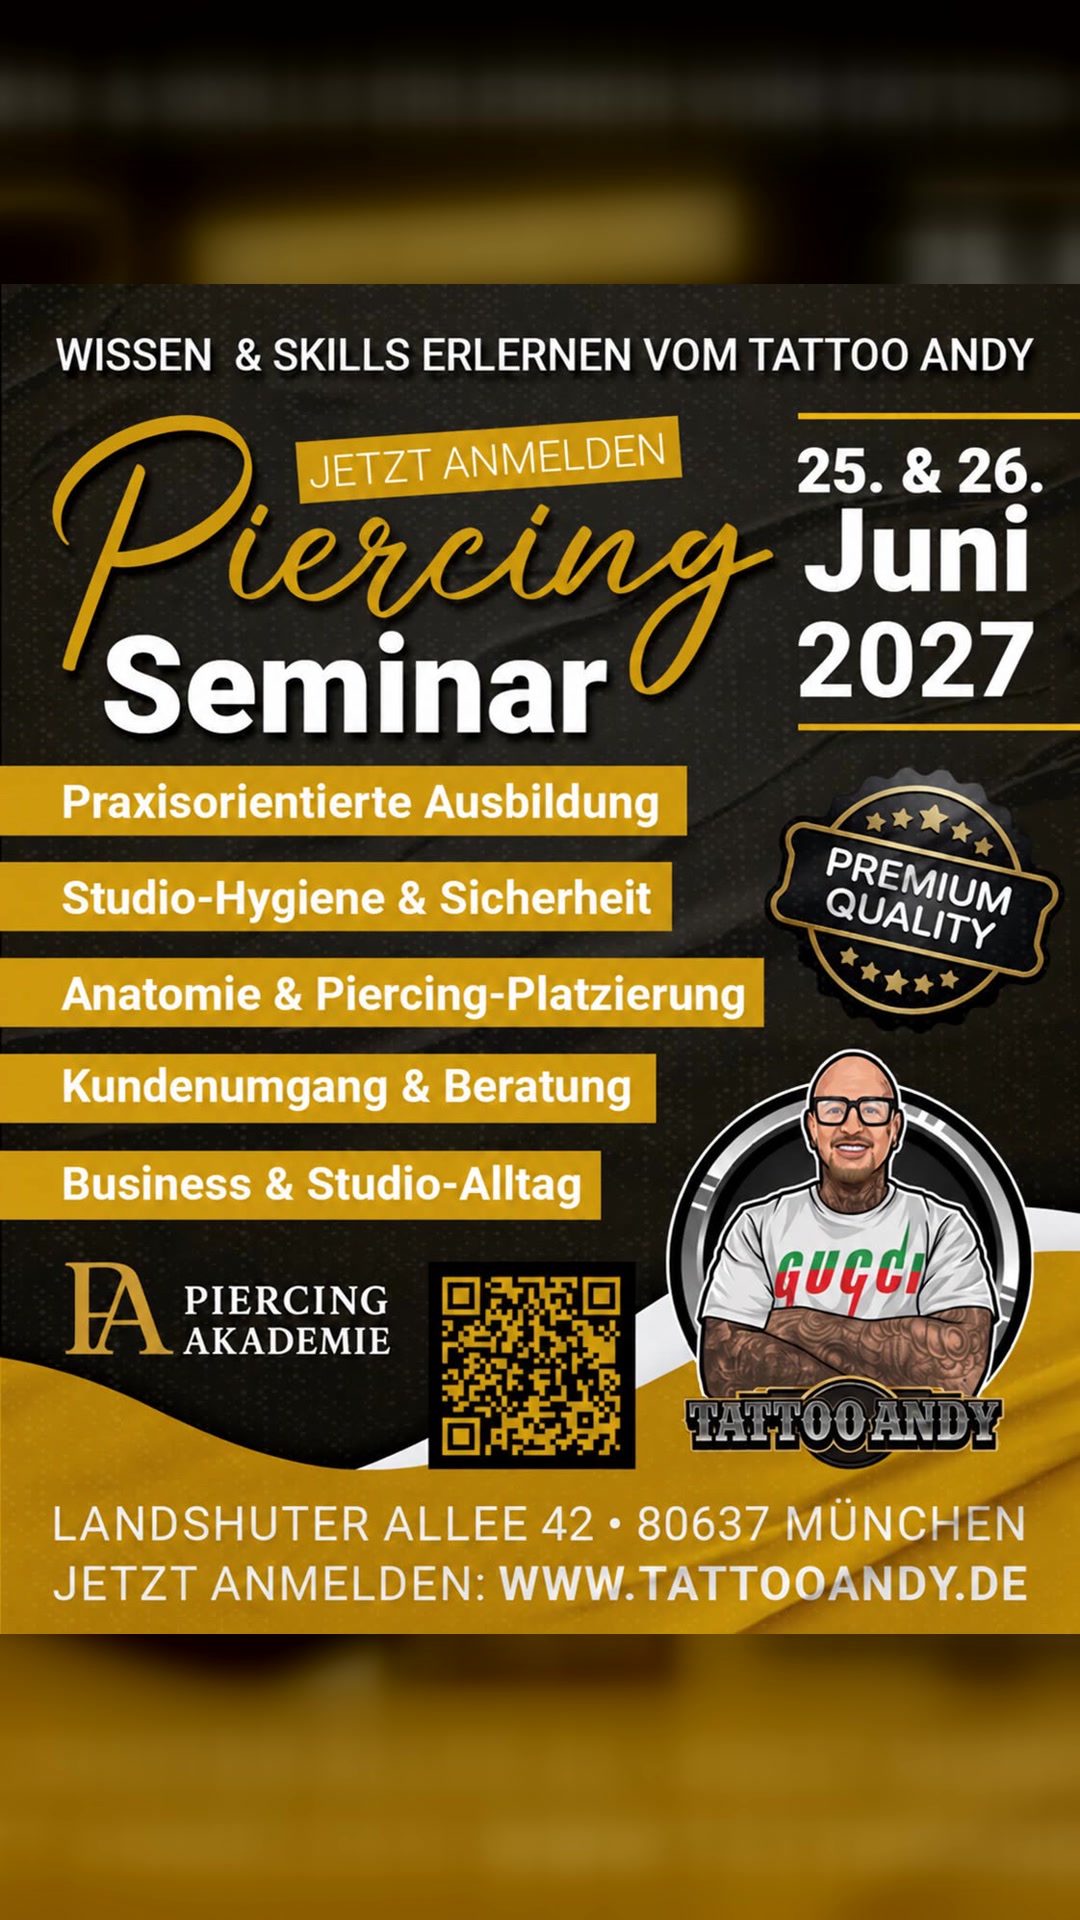 WISSEN & SKILLS ERLERNEN VOM TATTOO ANDY
JETZT ANMELDEN
Piercing
Seminar
25. & 26.
Juni
2027
Praxisorientierte Ausbildung
Studio-Hygiene & Sicherheit
Anatomie & Piercing-Platzierung
Kundenumgang & Beratung
Business & Studio-Alltag
PREMIUM
QUALITY
GUCCI
TATTOO ANDY
PA
PIERCING
AKADEMIE
LANDSHUTER ALLEE 42 • 80637 MÜNCHEN
JETZT ANMELDEN: WWW.TATTOOANDY.DE